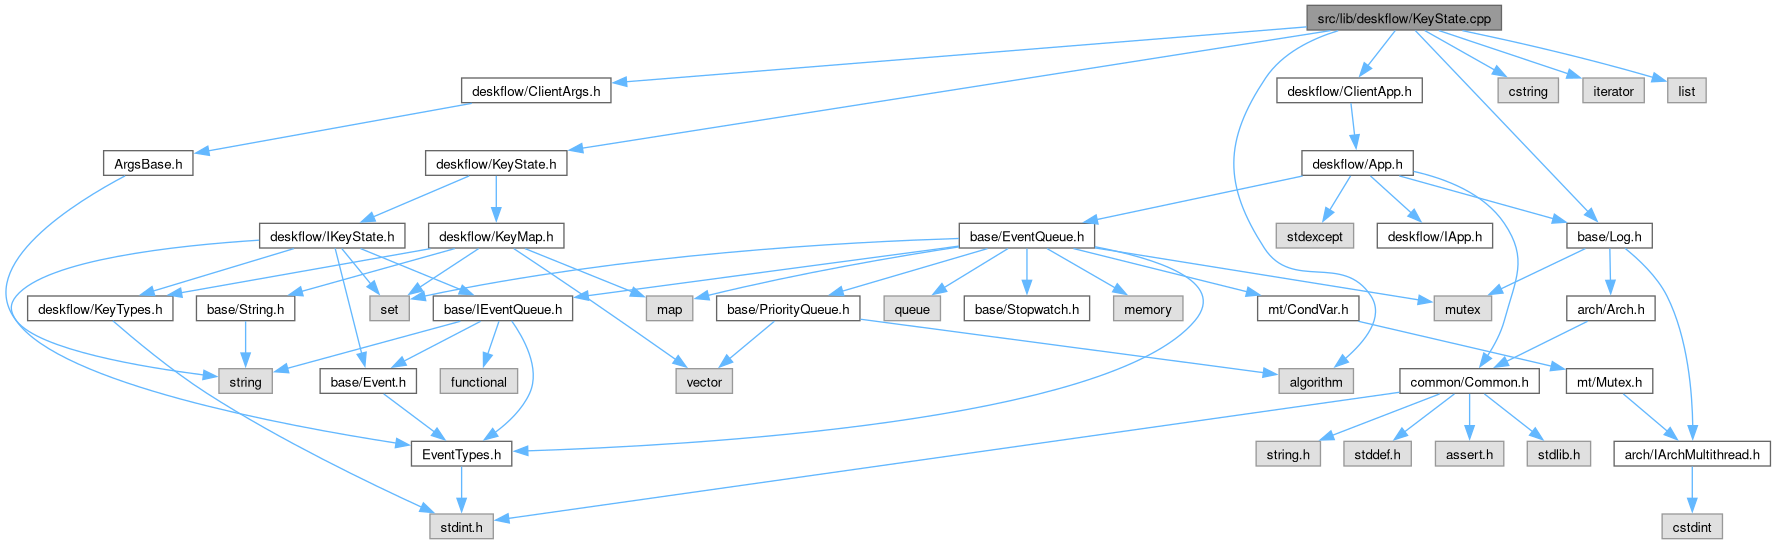 src/lib/deskflow/KeyState.cpp
deskflow/ClientArgs.h
deskflow/ClientApp.h
cstring
iterator
list
ArgsBase.h
deskflow/KeyState.h
deskflow/App.h
deskflow/IKeyState.h
deskflow/KeyMap.h
base/EventQueue.h
stdexcept
deskflow/IApp.h
base/Log.h
deskflow/KeyTypes.h
base/String.h
set
base/IEventQueue.h
map
base/PriorityQueue.h
queue
base/Stopwatch.h
memory
mt/CondVar.h
mutex
arch/Arch.h
string
base/Event.h
functional
vector
algorithm
common/Common.h
mt/Mutex.h
EventTypes.h
string.h
stddef.h
assert.h
stdlib.h
arch/IArchMultithread.h
stdint.h
cstdint